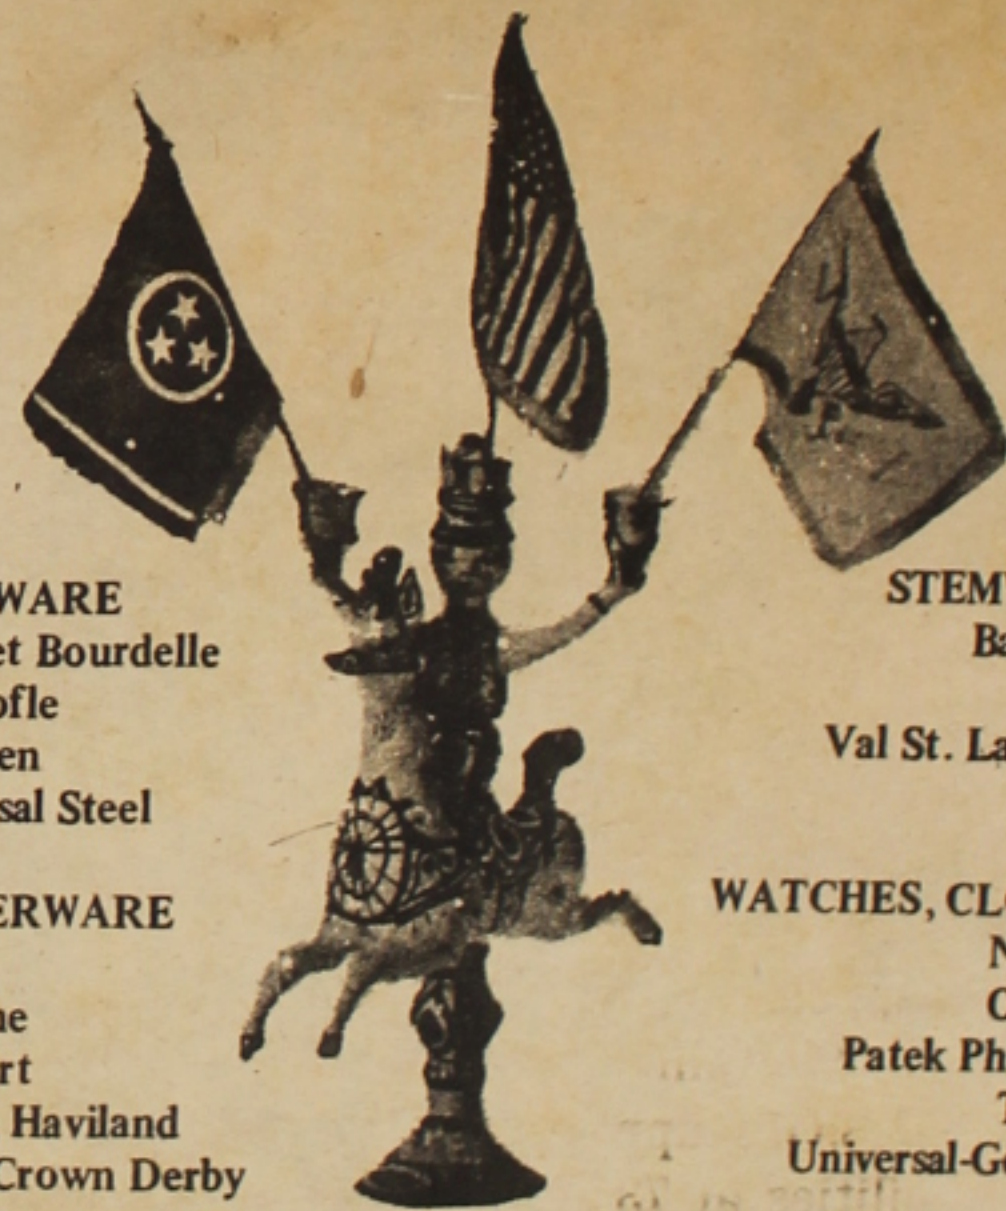 WARE
et Bourdelle
ofle
en
sal Steel
ERWARE
ne
rt
Haviland
Crown Derby
STEM
Ba
Val St. La
WATCHES, CL
N
Patek Ph
Universal-Ge